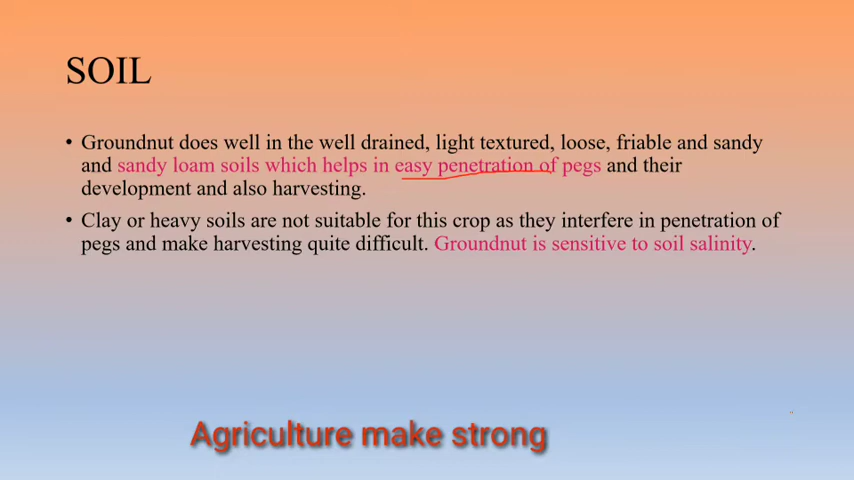 SOIL
• Groundnut does well in the well drained, light textured, loose, friable and sandy
and sandy loam soils which helps in easy penetration of pegs and their
development and also harvesting.
• Clay or heavy soils are not suitable for this crop as they interfere in penetration of
pegs and make harvesting quite difficult. Groundnut is sensitive to soil salinity.
Agriculture make strong